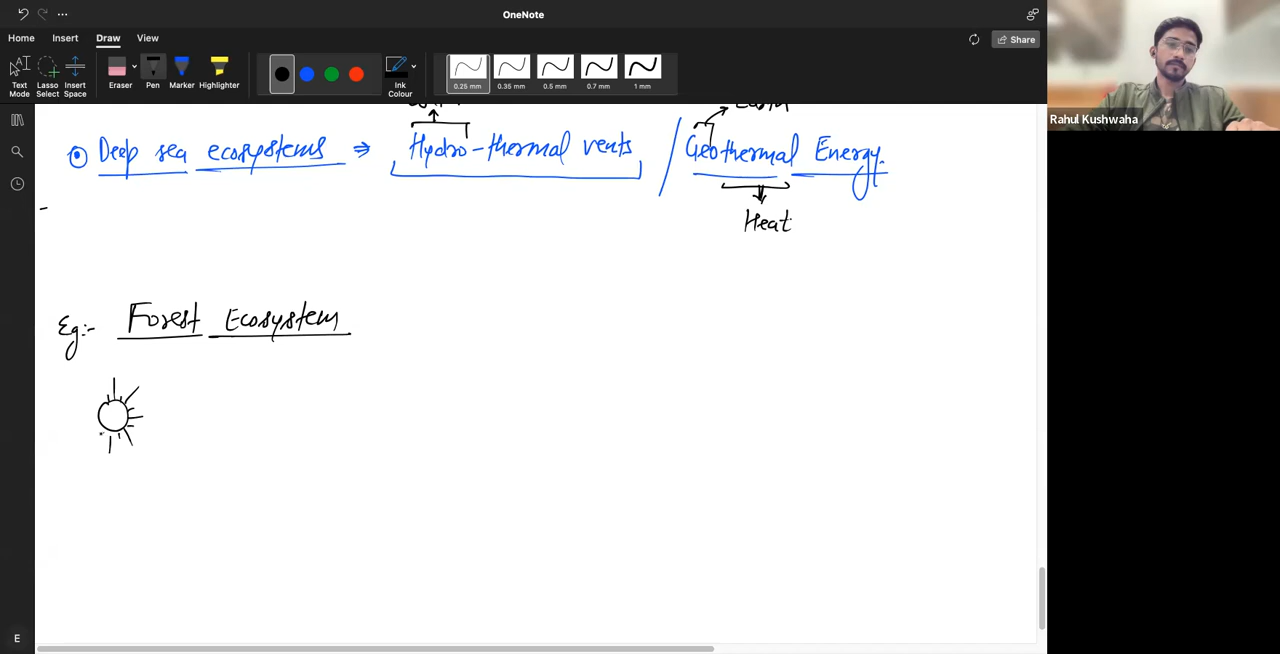 OneNote
Home Insert Draw View
Share
Text Mode
Lasso Select
Insert Space
Eraser
Pen
Marker
Highlighter
Ink Colour
0.25 mm
0.35 mm
0.5 mm
0.7 mm
1 mm
Rahul Kushwaha
Deep sea ecosystems ⇒ Hydro-thermal vents / Geothermal Energy.
Heat
Eg:- Forest Ecosystem
E